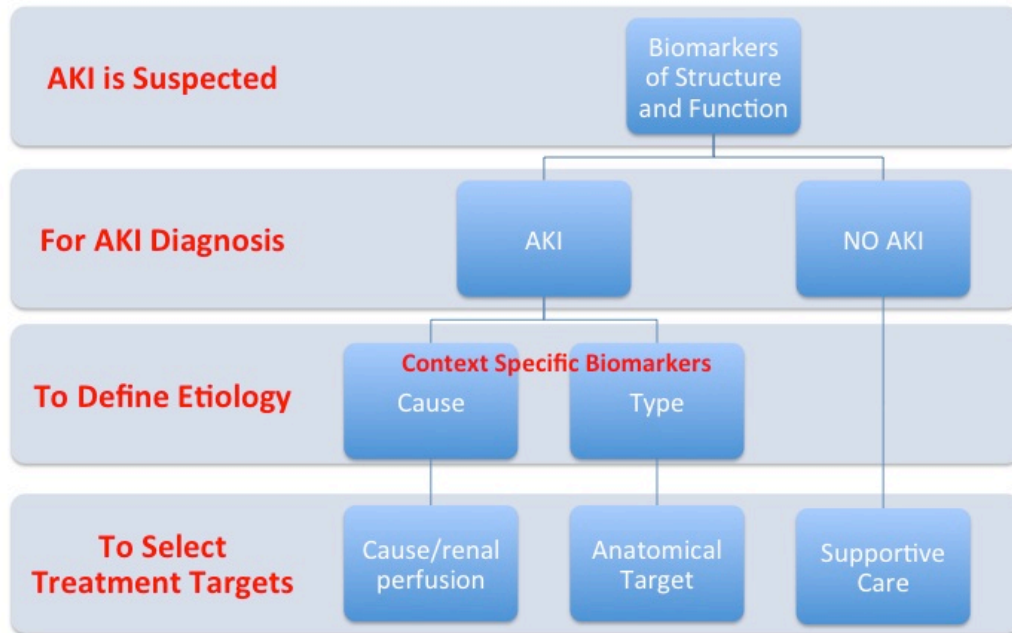 AKI is Suspected
Biomarkers
of Structure
and Function
For AKI Diagnosis
AKI
NO AKI
To Define Etiology
Context Specific Biomarkers
Cause
Type
To Select
Treatment Targets
Cause/renal
perfusion
Anatomical
Target
Supportive
Care